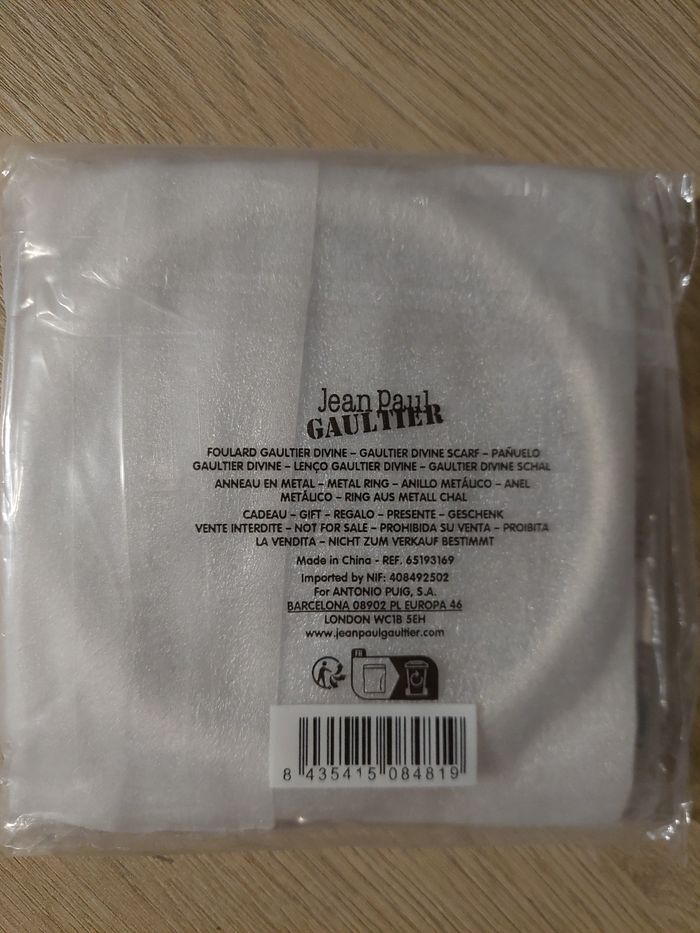 Jean Paul
GAULTIER
FOULARD GAULTIER DIVINE – GAULTIER DIVINE SCARF – PAÑUELO
GAULTIER DIVINE – LENÇO GAULTIER DIVINE – GAULTIER DIVINE SCHAL
ANNEAU EN METAL – METAL RING – ANILLO METÁLICO – ANEL
METÁLICO – RING AUS METALL CHAL
CADEAU – GIFT – REGALO – PRESENTE – GESCHENK
VENTE INTERDITE – NOT FOR SALE – PROHIBIDA SU VENTA – PROIBITA
LA VENDITA – NICHT ZUM VERKAUF BESTIMMT
Made in China - REF. 65193169
Imported by NIF: 408492502
For ANTONIO PUIG, S.A.
BARCELONA 08902 PL EUROPA 46
LONDON WC1B 5EH
www.jeanpaulgaultier.com
FR
8 435415 084819